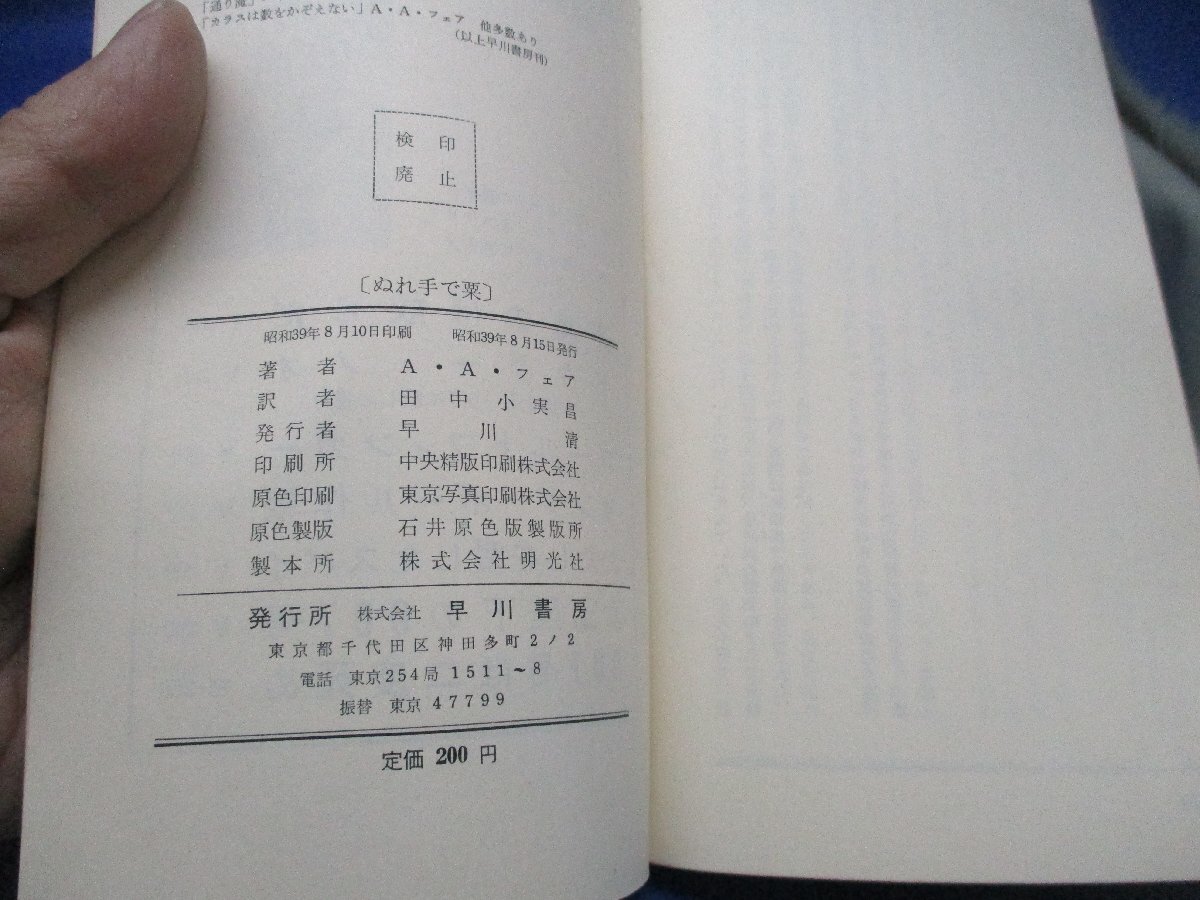 「通り魔」
「カラスは数をかぞえない」A・A・フェア 他多数あり
(以上早川書房刊)
検印
廃止
〔ぬれ手で粟〕
昭和39年8月10日印刷 昭和39年8月15日発行
著者 A・A・フェア
訳者 田中小実昌
発行者 早川清
印刷所 中央精版印刷株式会社
原色印刷 東京写真印刷株式会社
原色製版 石井原色版製版所
製本所 株式会社明光社
発行所 株式会社 早川書房
東京都千代田区神田多町2ノ2
電話 東京254局1511~8
振替 東京47799
定価 200 円